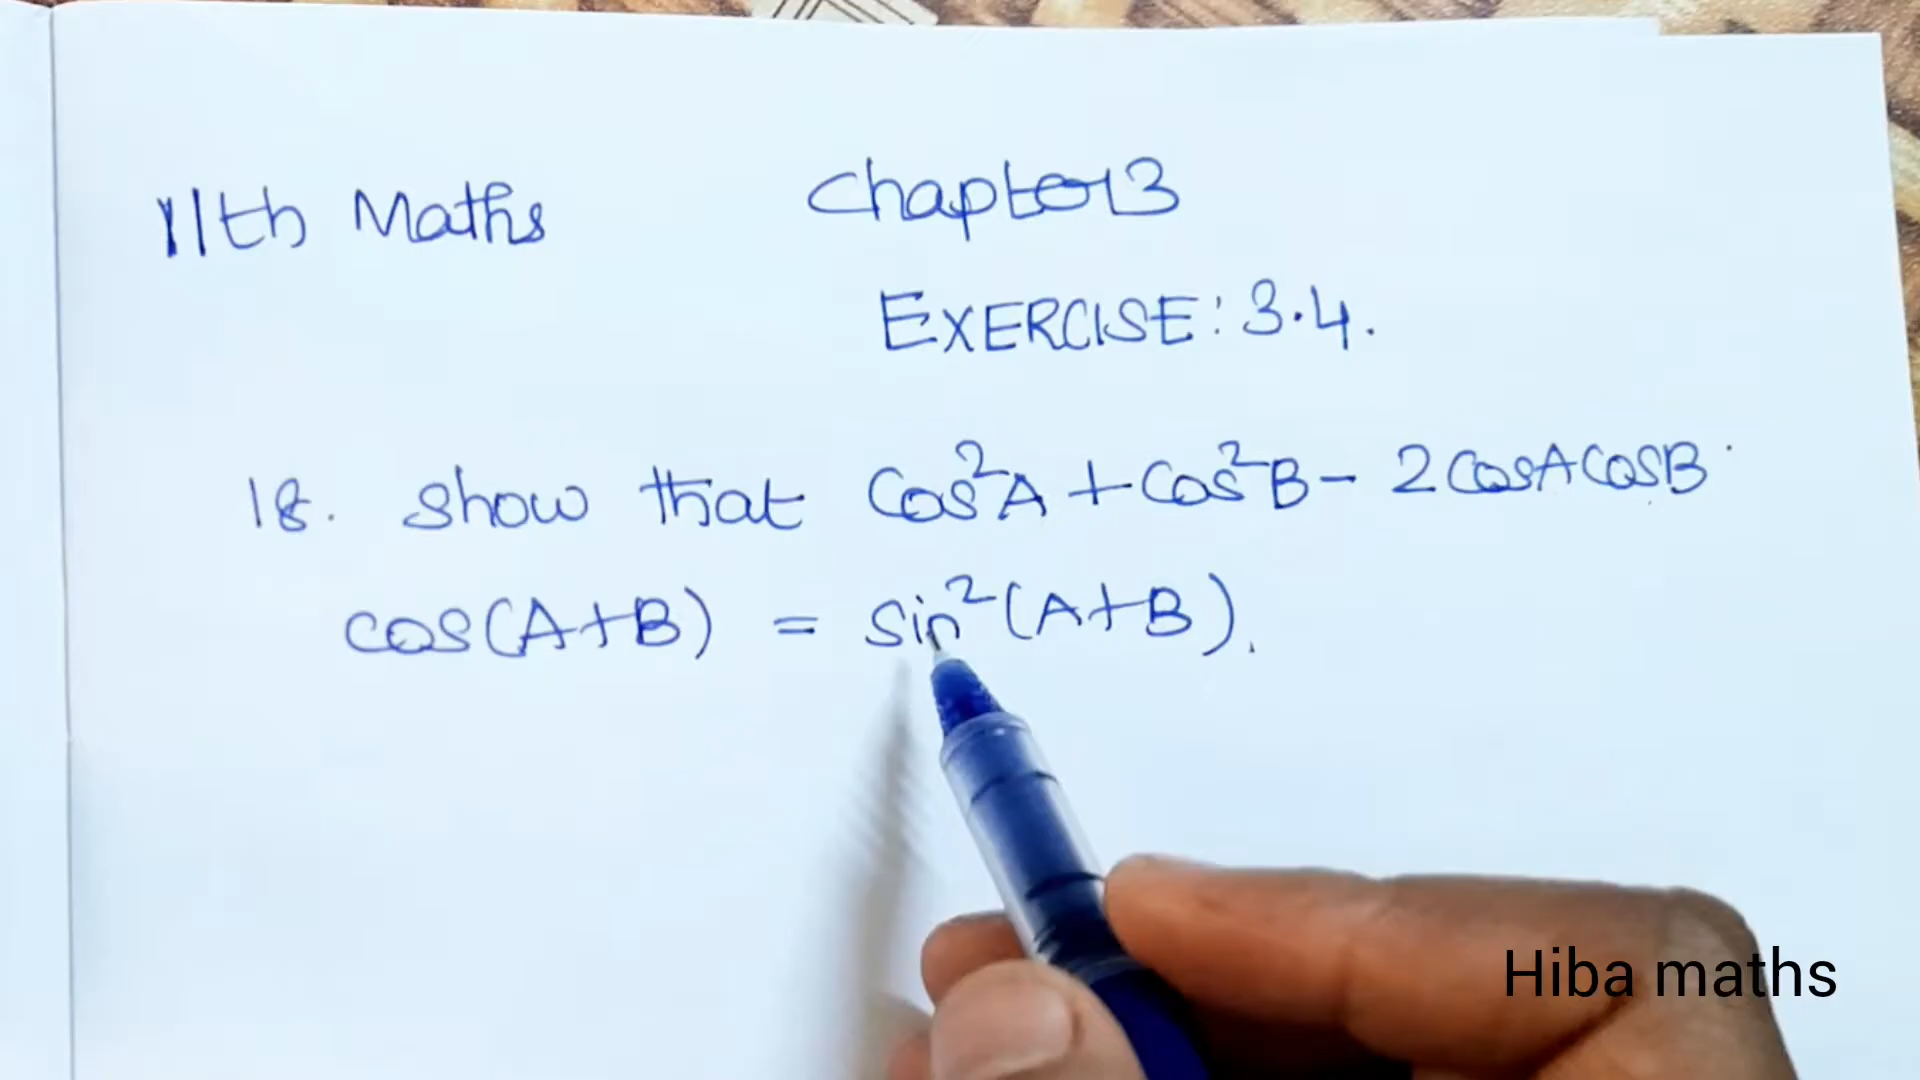 11th Maths
Chapter 3
EXERCISE: 3.4.
18. show that Cos²A + Cos²B - 2 CosA CosB
cos(A+B) = sin²(A+B).
Hiba maths